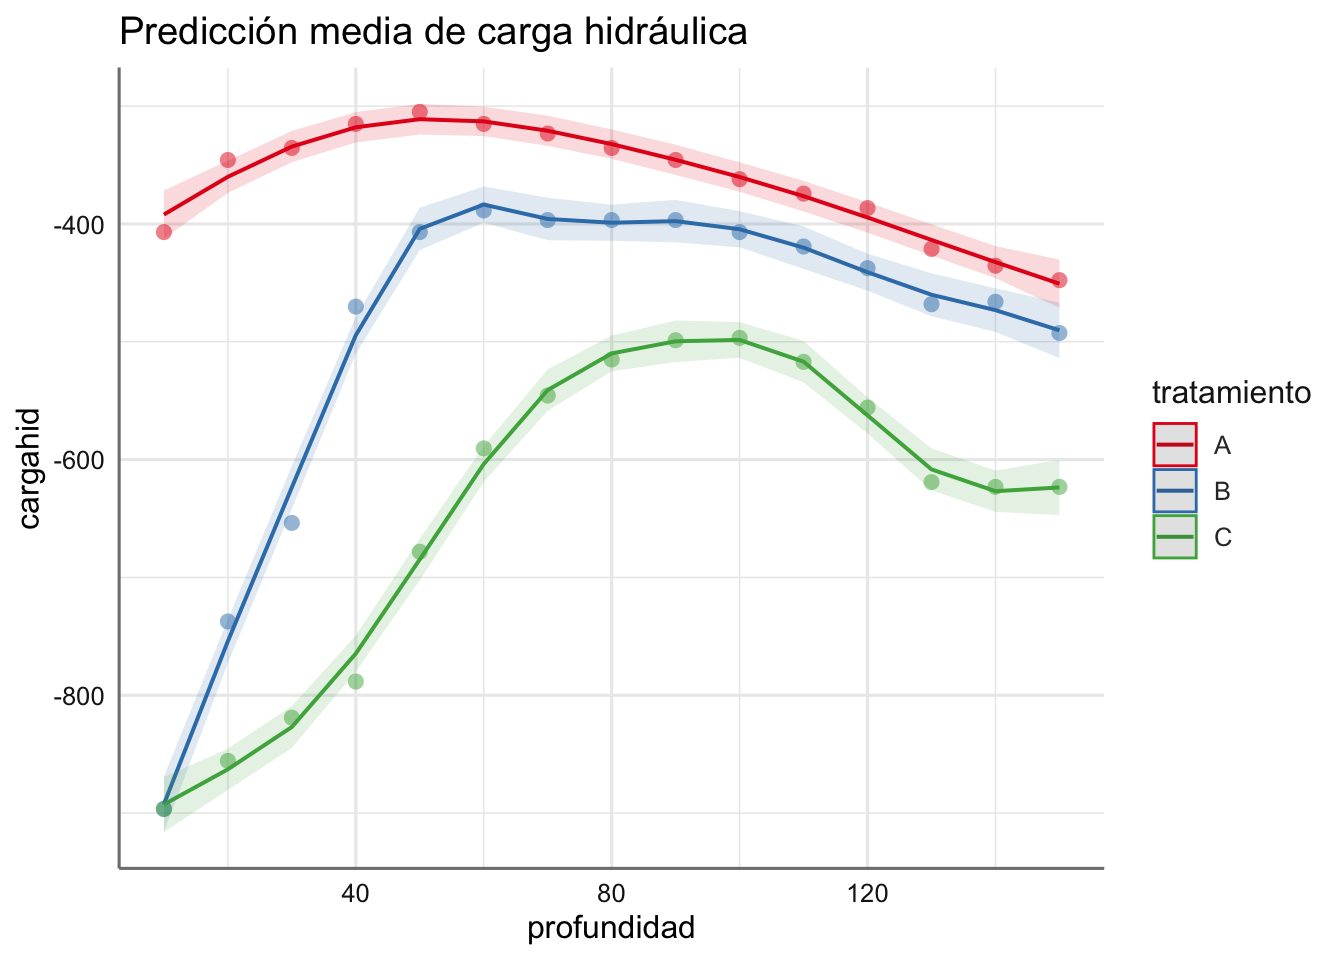 Predicción media de carga hidráulica
cargahid
-400
-600
-800
40
80
120
profundidad
tratamiento
A
B
C